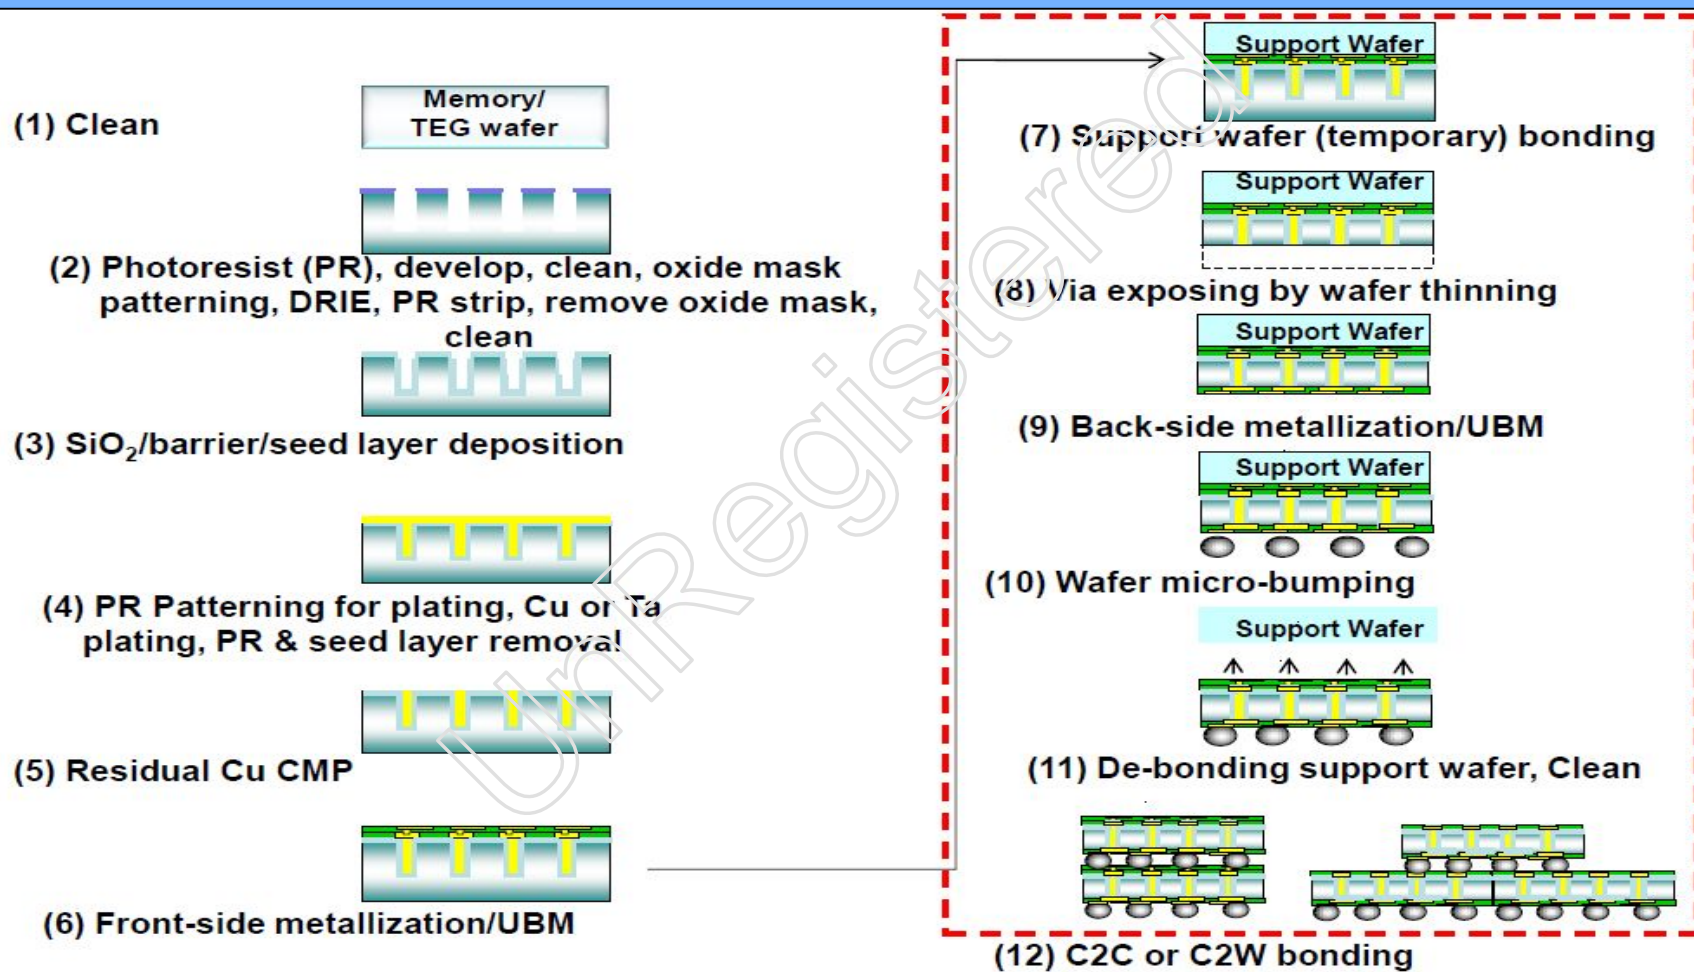 (1) Clean
Memory/
TEG wafer
(2) Photoresist (PR), develop, clean, oxide mask
patterning, DRIE, PR strip, remove oxide mask,
clean
(3) SiO₂/barrier/seed layer deposition
(4) PR Patterning for plating, Cu or Ta
plating, PR & seed layer removal
(5) Residual Cu CMP
(6) Front-side metallization/UBM
Support Wafer
(7) Support wafer (temporary) bonding
Support Wafer
(8) Via exposing by wafer thinning
Support Wafer
(9) Back-side metallization/UBM
Support Wafer
(10) Wafer micro-bumping
Support Wafer
(11) De-bonding support wafer, Clean
(12) C2C or C2W bonding
UnRegistered